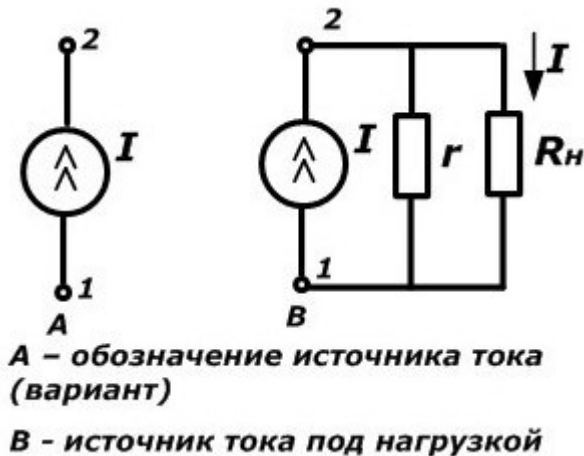 2
I
1
A
2
I
r
Rн
I
1
B
A – обозначение источника тока
(вариант)
B - источник тока под нагрузкой